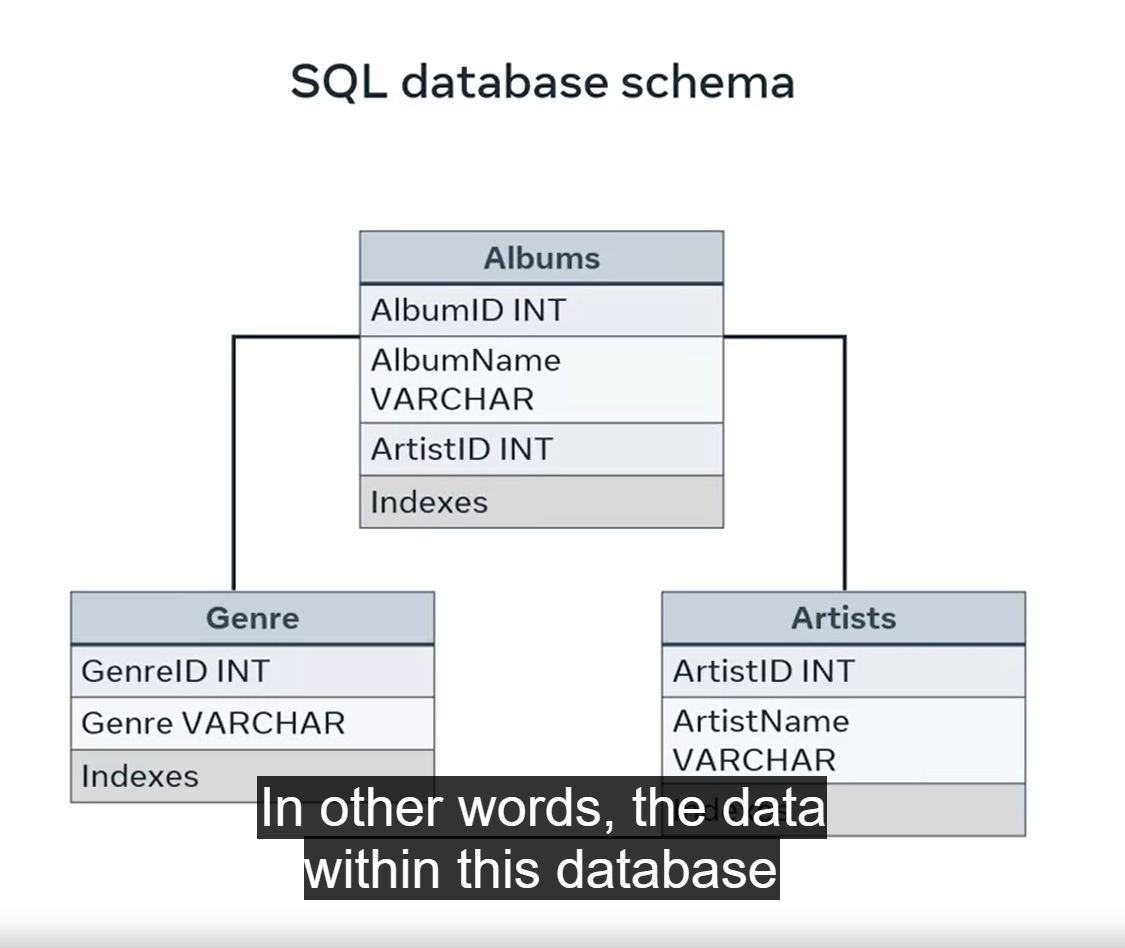 SQL database schema
Albums
AlbumID INT
AlbumName
VARCHAR
ArtistID INT
Indexes
Genre
GenreID INT
Genre VARCHAR
Indexes
Artists
ArtistID INT
ArtistName
VARCHAR
Indexes
In other words, the data
within this database